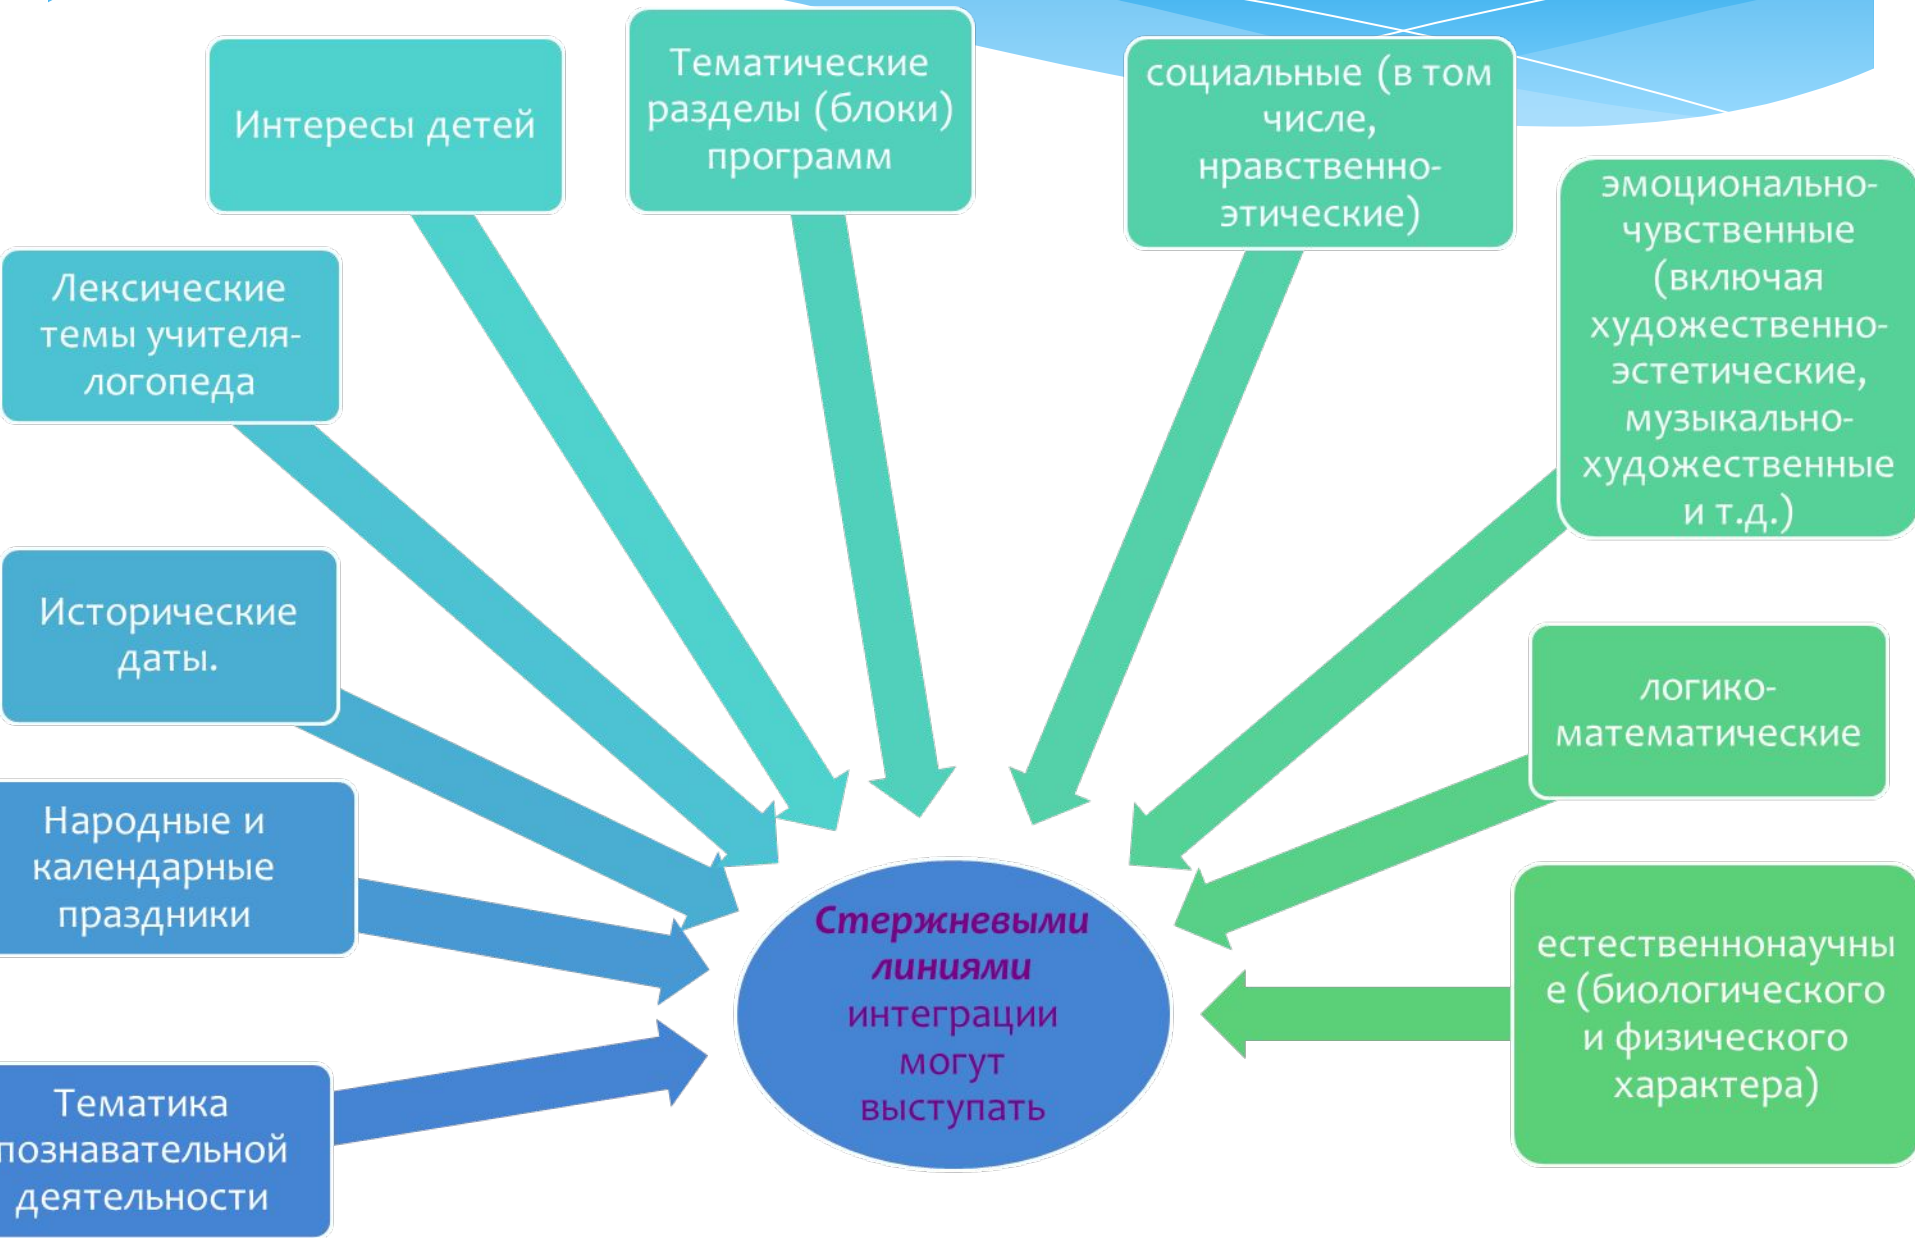 Интересы детей
Тематические
разделы (блоки)
программ
социальные (в том
числе,
нравственно-
этические)
эмоционально-
чувственные
(включая
художественно-
эстетические,
музыкально-
художественные
и т.д.)
Лексические
темы учителя-
логопеда
Исторические
даты.
логико-
математические
Народные и
календарные
праздники
Стержневыми
линиями
интеграции
могут
выступать
естественнонаучны
е (биологического
и физического
характера)
Тематика
познавательной
деятельности